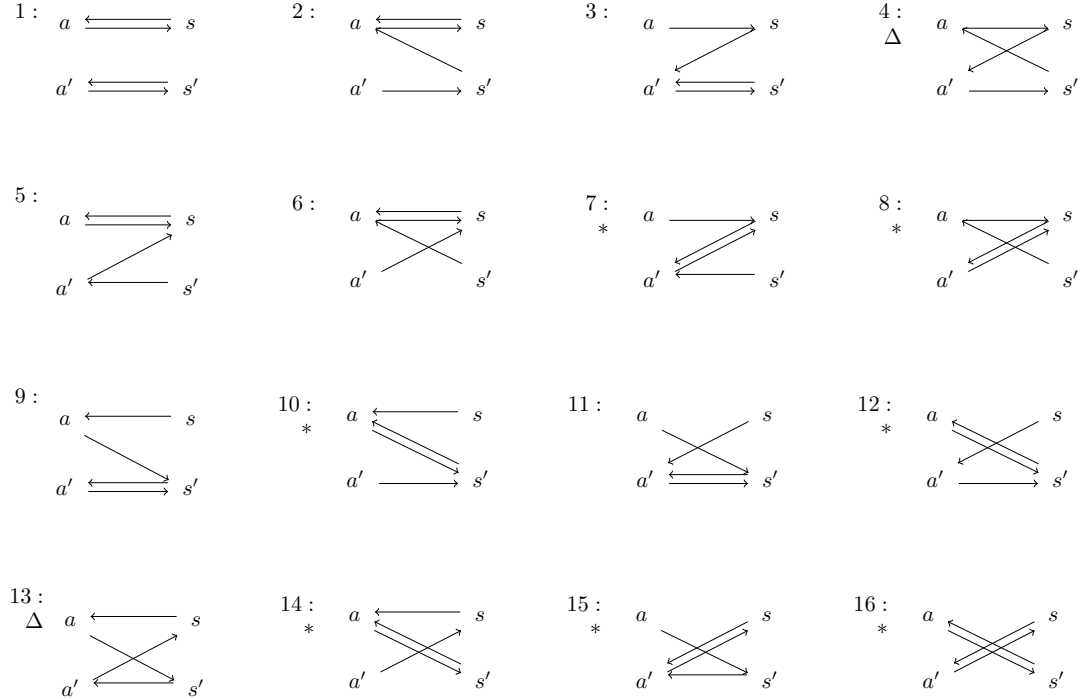 1 : a s
a′ s′
2 : a s
a′ s′
3 : a s
a′ s′
4 : a s
Δ
a′ s′
5 : a s
a′ s′
6 : a s
a′ s′
7 : a s
*
a′ s′
8 : a s
*
a′ s′
9 : a s
a′ s′
10 : a s
*
a′ s′
11 : a s
a′ s′
12 : a s
*
a′ s′
13 : a s
Δ
a′ s′
14 : a s
*
a′ s′
15 : a s
*
a′ s′
16 : a s
*
a′ s′